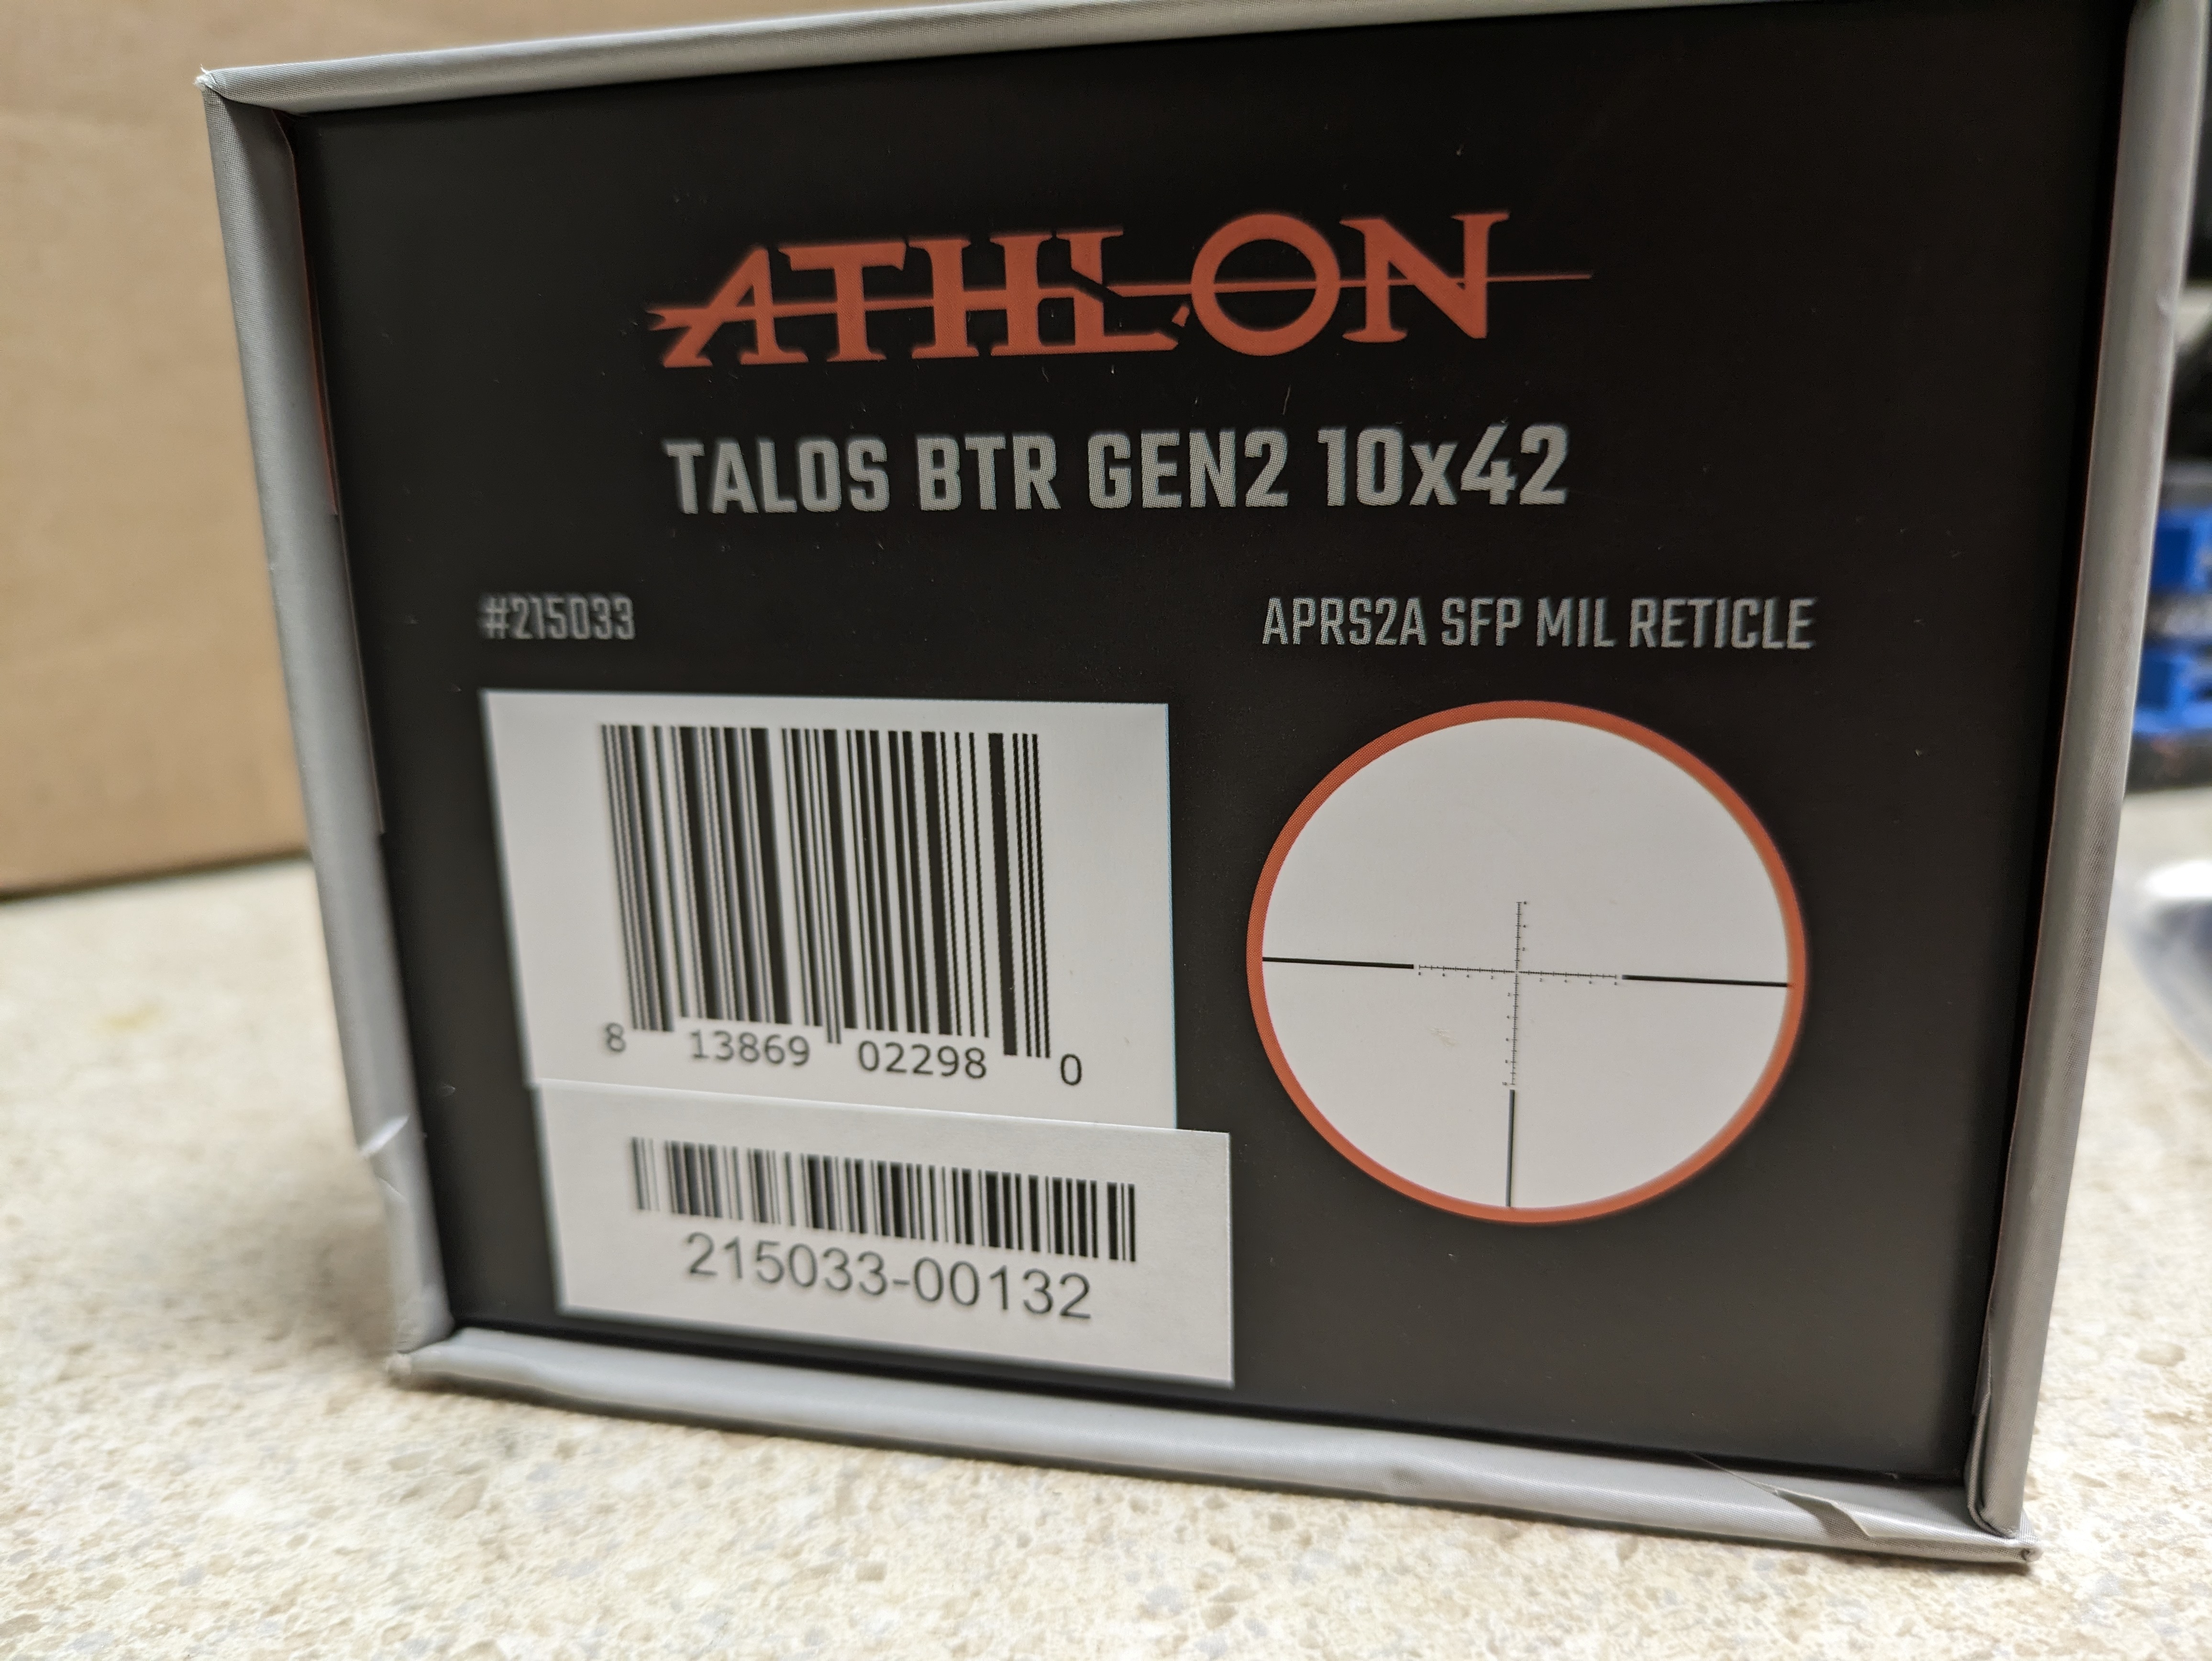 ATHLON
TALOS BTR GEN2 10x42
#215033
APRS2A SFP MIL RETICLE
8 13869 02298 0
215033-00132